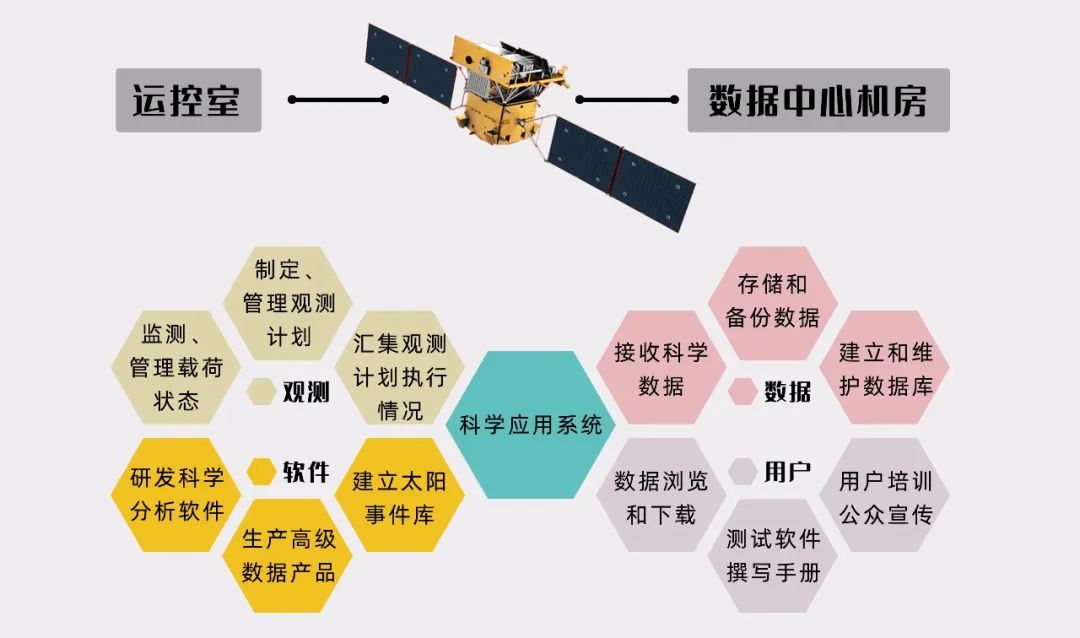 运控室
数据中心机房
制定、
管理观测
计划
监测、
管理载荷
状态
汇集观测
计划执行
情况
观测
存储和
备份数据
接收科学
数据
建立和维
护数据库
数据
科学应用系统
软件
研发科学
分析软件
建立太阳
事件库
生产高级
数据产品
用户
数据浏览
和下载
用户培训
公众宣传
测试软件
撰写手册